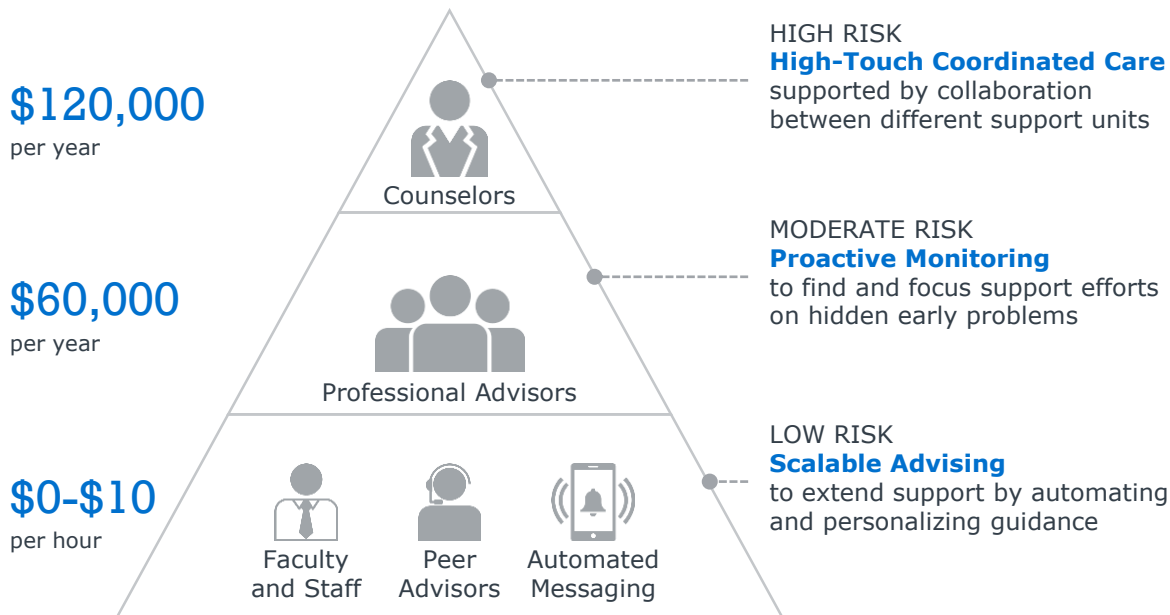 $120,000
per year
Counselors
HIGH RISK
High-Touch Coordinated Care
supported by collaboration
between different support units
$60,000
per year
Professional Advisors
MODERATE RISK
Proactive Monitoring
to find and focus support efforts
on hidden early problems
$0-$10
per hour
Faculty
and Staff
Peer
Advisors
Automated
Messaging
LOW RISK
Scalable Advising
to extend support by automating
and personalizing guidance